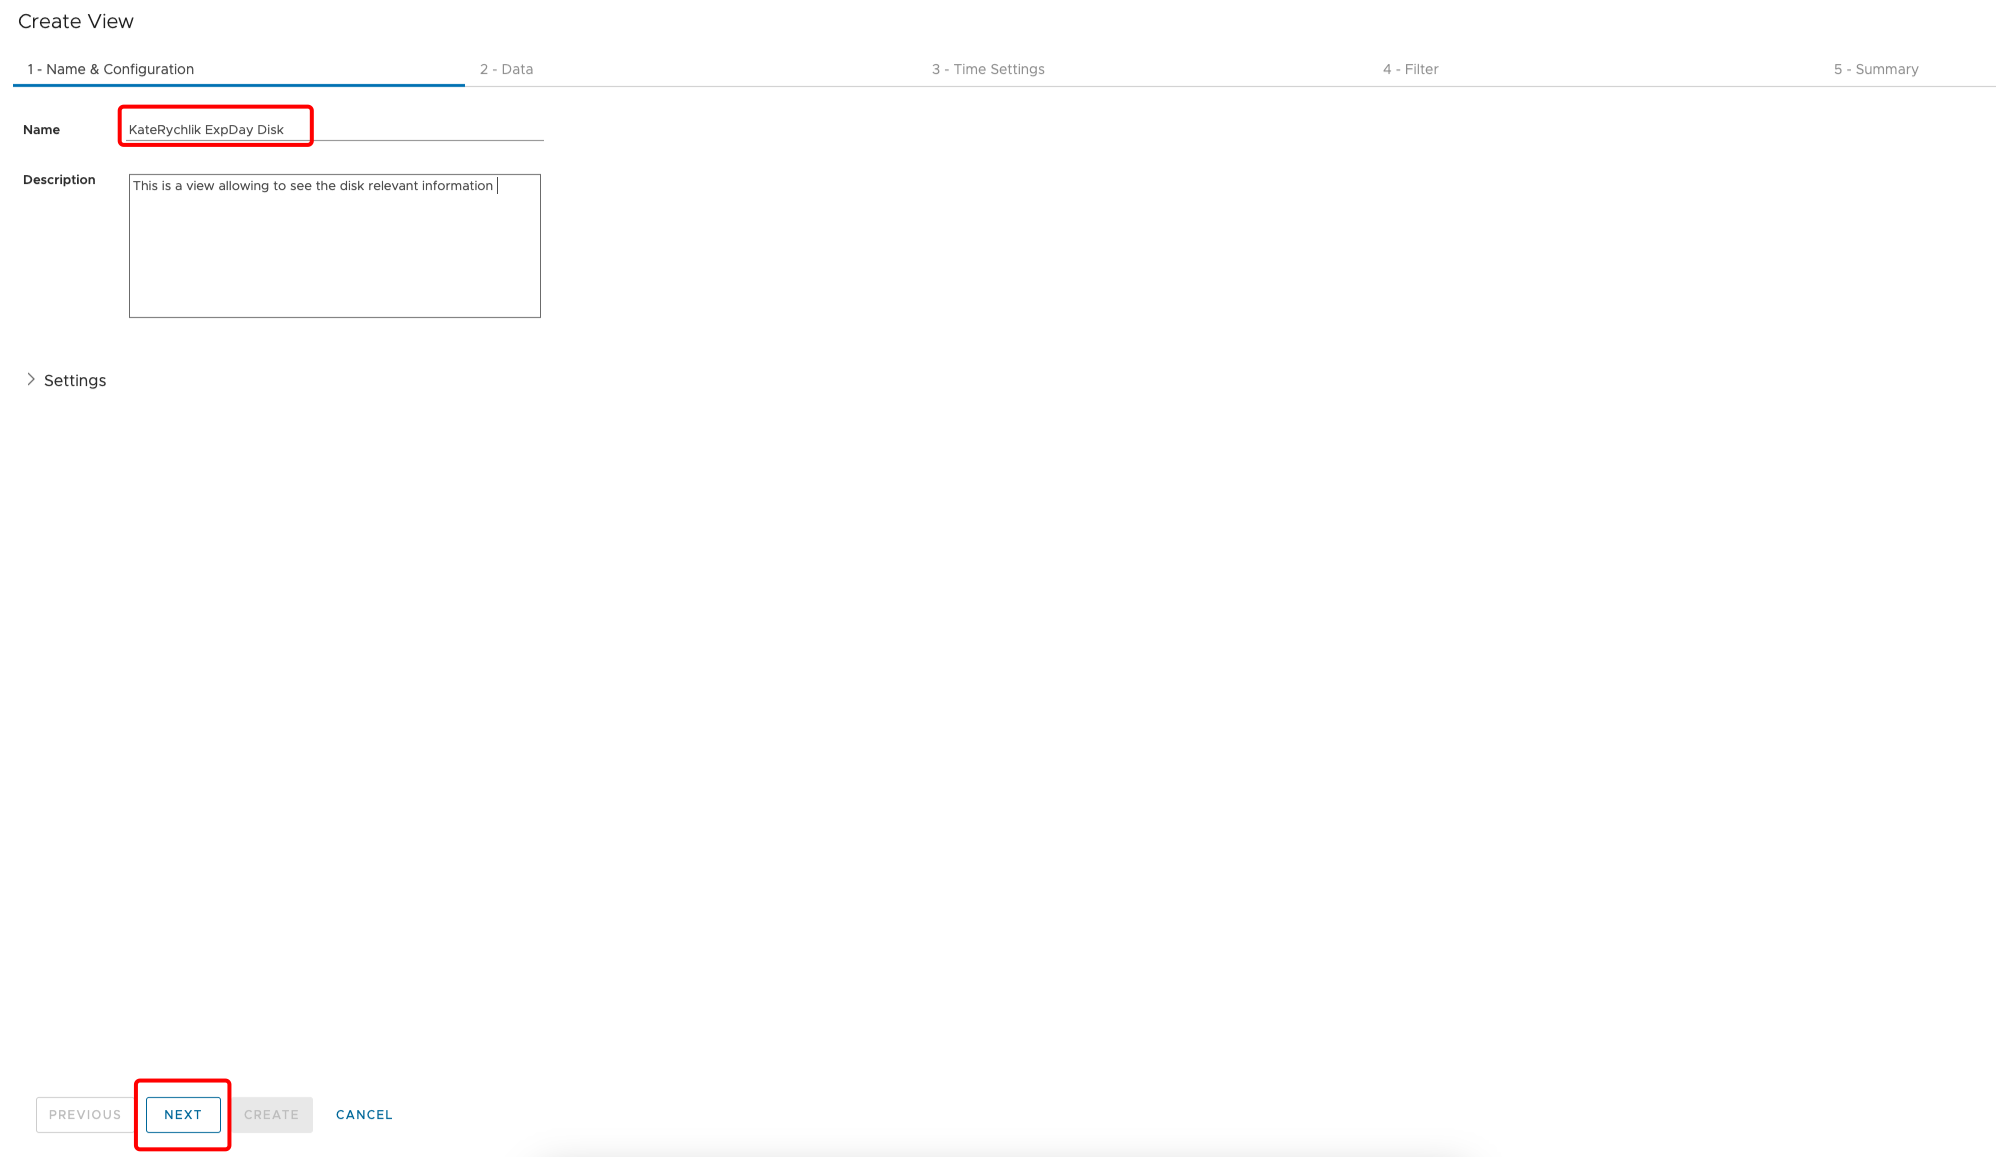 Create View
1 - Name & Configuration
2 - Data
3 - Time Settings
4 - Filter
5 - Summary
Name
KateRychlik ExpDay Disk
Description
This is a view allowing to see the disk relevant information
Settings
PREVIOUS
NEXT
CREATE
CANCEL